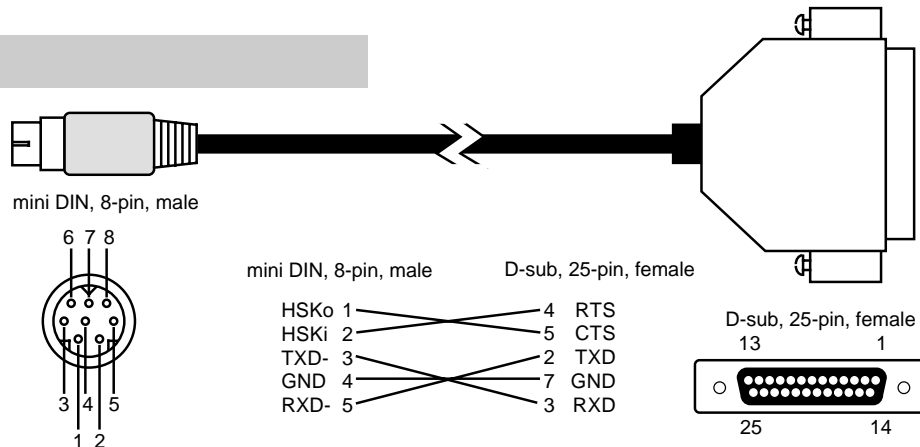 mini DIN, 8-pin, male
6 7 8
3 4 5
1 2
mini DIN, 8-pin, male D-sub, 25-pin, female
HSKo 1 4 RTS
HSKi 2 5 CTS
TXD- 3 2 TXD
GND 4 7 GND
RXD- 5 3 RXD
D-sub, 25-pin, female
13 1
25 14